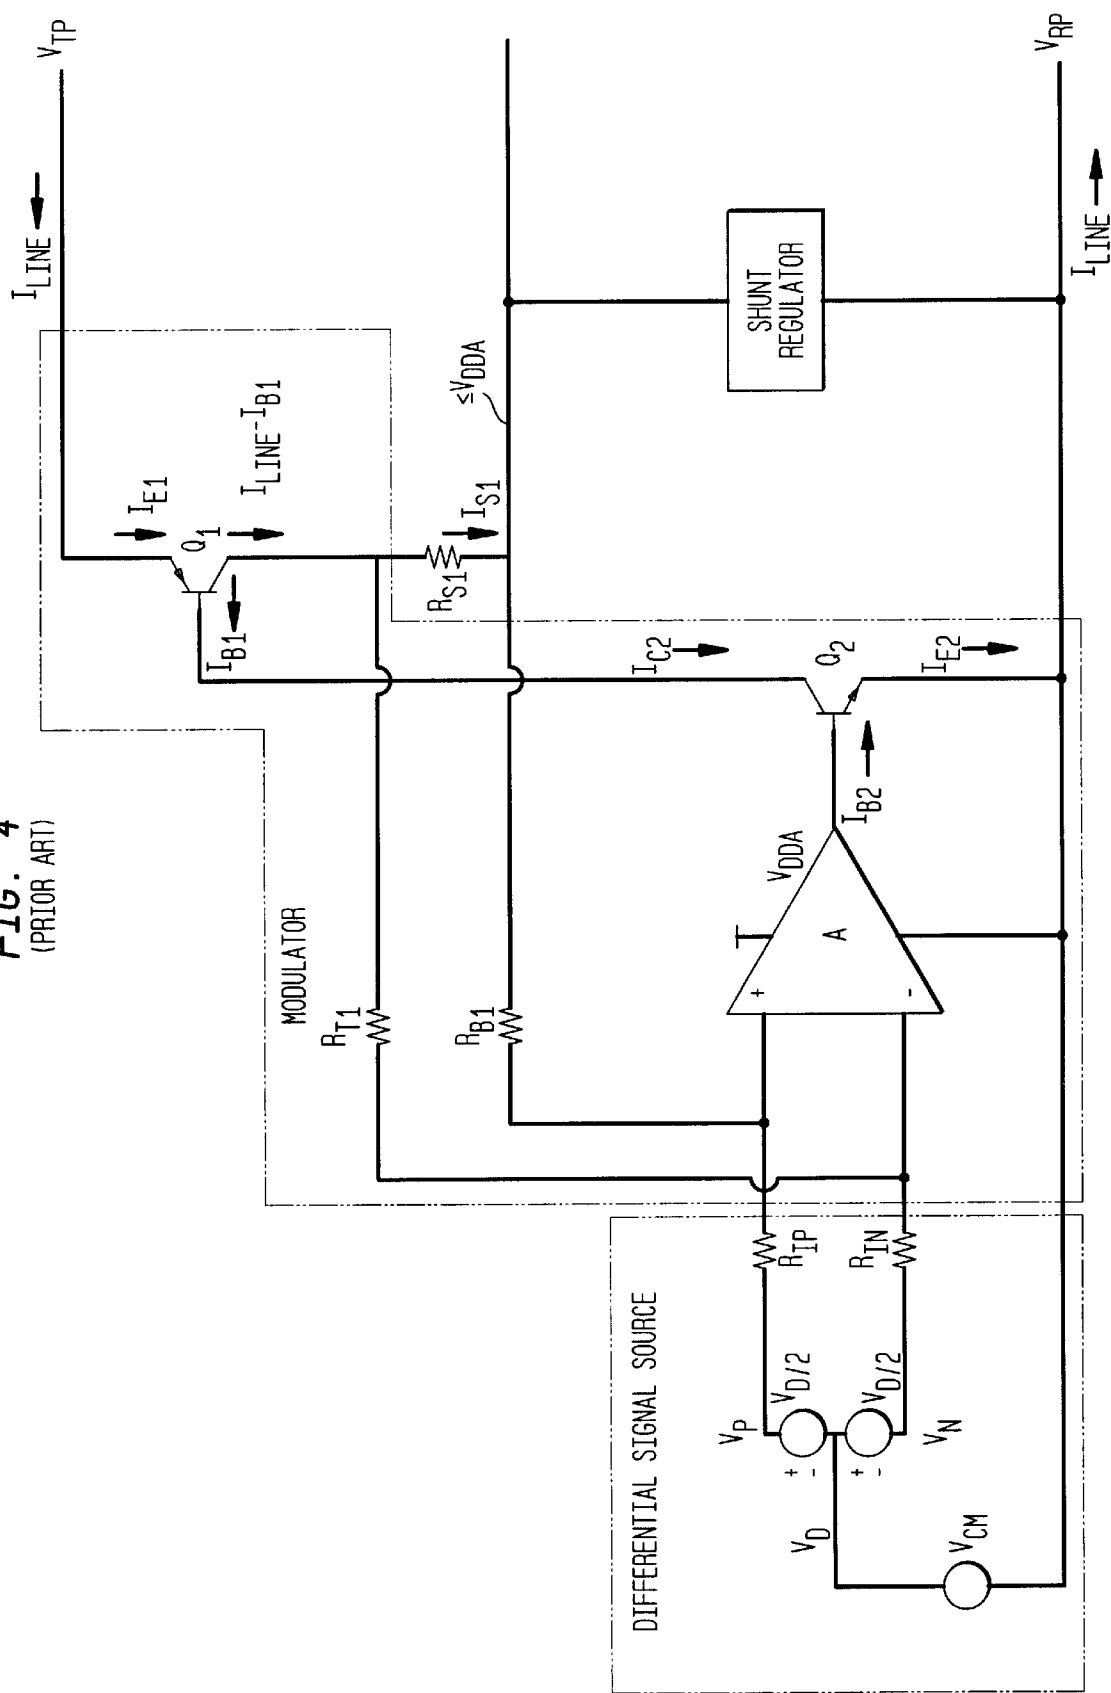 FIG. 4
(PRIOR ART)
I_LINE
V_TP
I_E1
Q_1
I_LINE-I_B1
I_B1
MODULATOR
R_T1
R_S1
I_S1
≤V_DDA
R_B1
SHUNT
REGULATOR
I_C2
Q_2
I_E2
V_DDA
A
+
-
I_B2
DIFFERENTIAL SIGNAL SOURCE
R_IP
R_IN
V_P
V_D/2
+
-
V_D/2
+
-
V_N
V_D
V_CM
V_RP
I_LINE